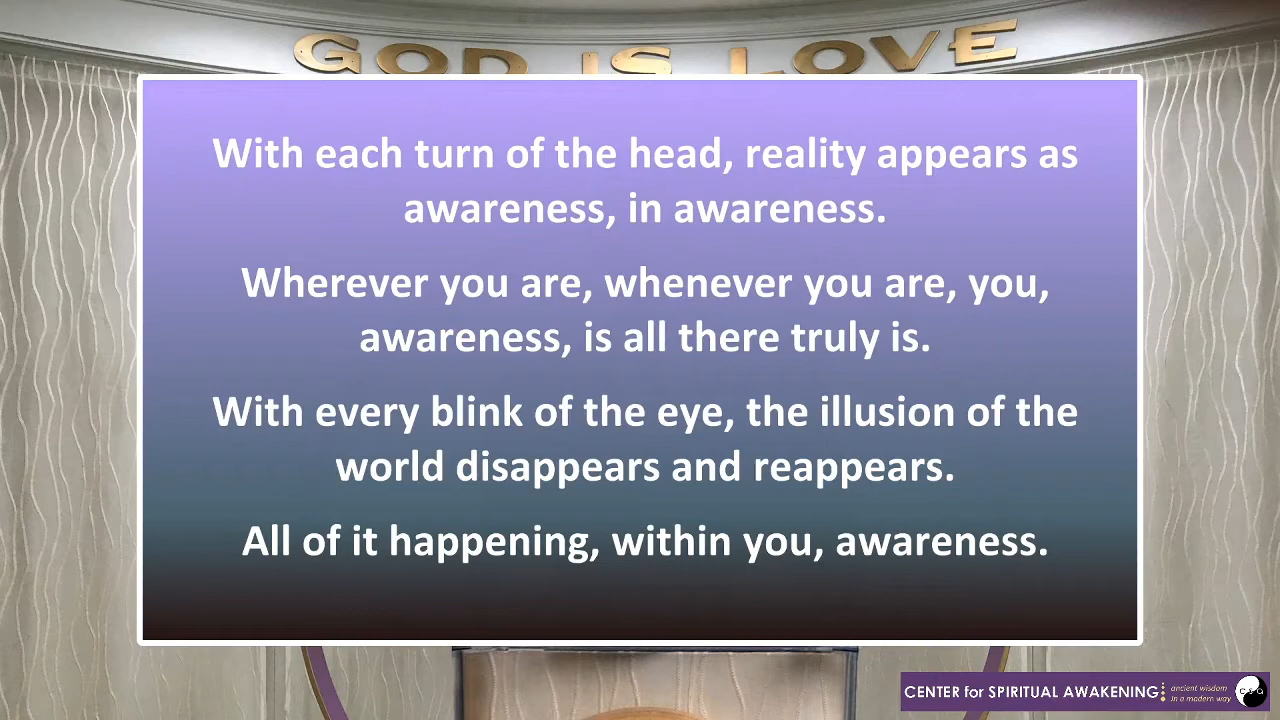 GOD IS LOVE
With each turn of the head, reality appears as
awareness, in awareness.
Wherever you are, whenever you are, you,
awareness, is all there truly is.
With every blink of the eye, the illusion of the
world disappears and reappears.
All of it happening, within you, awareness.
CENTER for SPIRITUAL AWAKENING
ancient wisdom
in a modern way